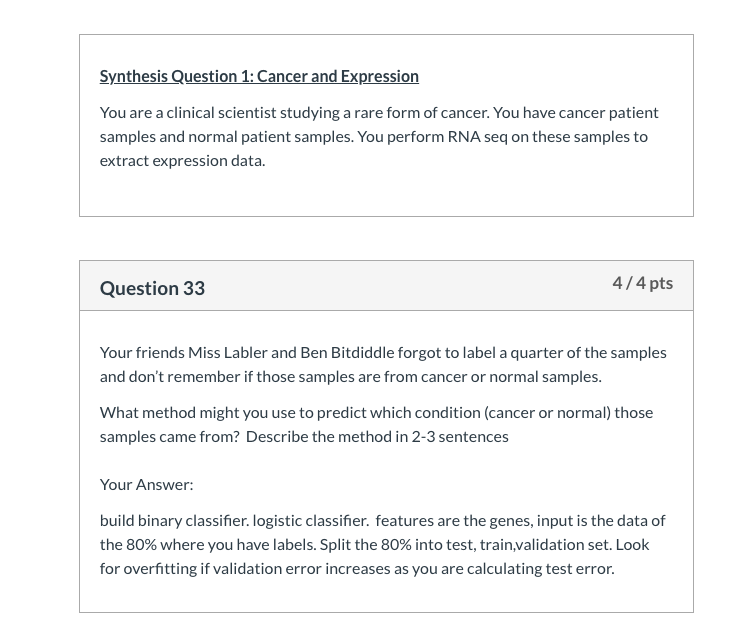 Synthesis Question 1: Cancer and Expression
You are a clinical scientist studying a rare form of cancer. You have cancer patient
samples and normal patient samples. You perform RNA seq on these samples to
extract expression data.
Question 33
4 / 4 pts
Your friends Miss Labler and Ben Bitdiddle forgot to label a quarter of the samples
and don’t remember if those samples are from cancer or normal samples.
What method might you use to predict which condition (cancer or normal) those
samples came from?  Describe the method in 2-3 sentences
Your Answer:
build binary classifier. logistic classifier.  features are the genes, input is the data of
the 80% where you have labels. Split the 80% into test, train,validation set. Look
for overfitting if validation error increases as you are calculating test error.